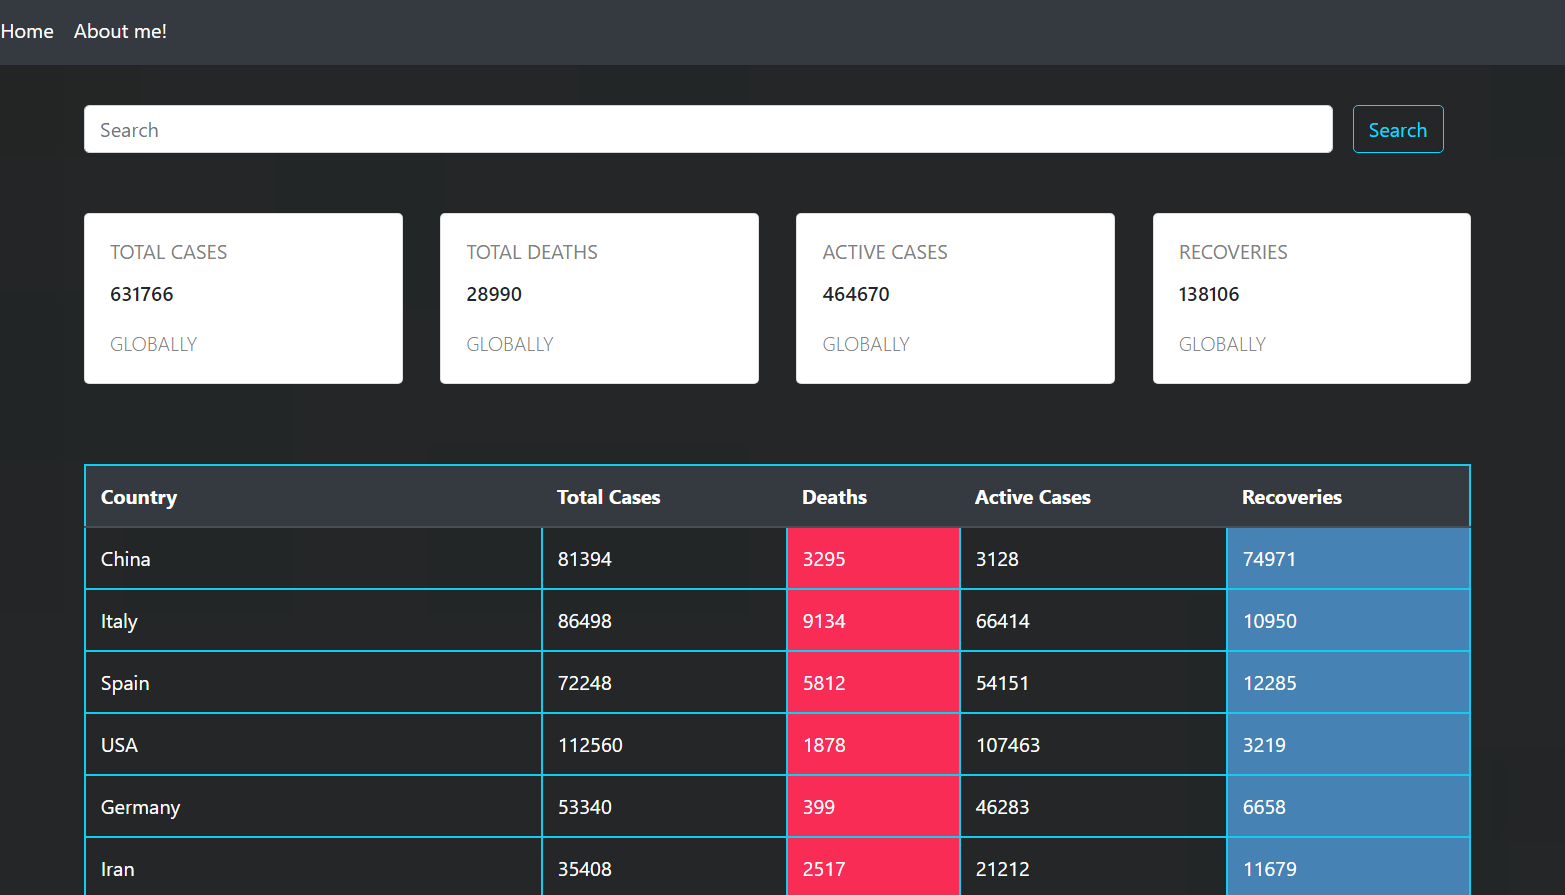 Home About me!
Search Search
TOTAL CASES TOTAL DEATHS ACTIVE CASES RECOVERIES
631766 28990 464670 138106
GLOBALLY GLOBALLY GLOBALLY GLOBALLY
Country Total Cases Deaths Active Cases Recoveries
China 81394 3295 3128 74971
Italy 86498 9134 66414 10950
Spain 72248 5812 54151 12285
USA 112560 1878 107463 3219
Germany 53340 399 46283 6658
Iran 35408 2517 21212 11679